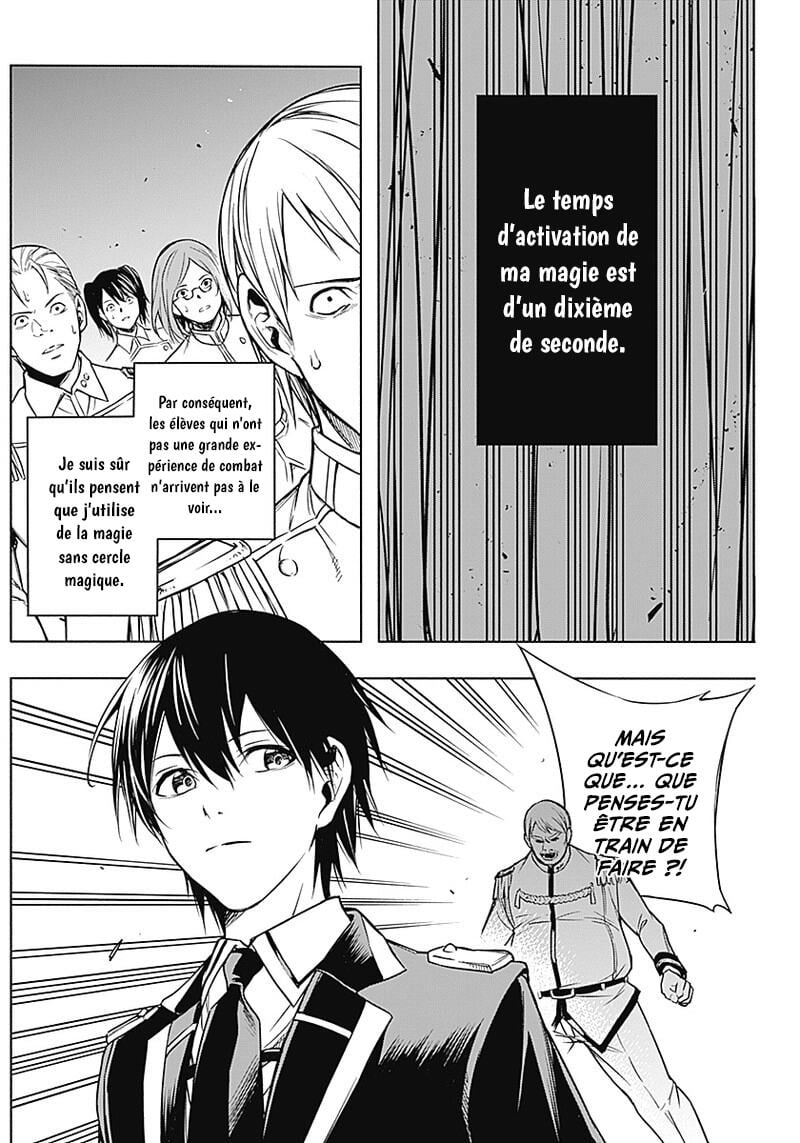 Le temps
d'activation de
ma magie est
d'un dixième
de seconde.
Par conséquent,
les élèves qui n'ont
pas une grande ex-
périence de combat
n'arrivent pas à le
voir...
Je suis sûr
qu'ils pensent
que j'utilise
de la magie
sans cercle
magique.
MAIS
QU'EST-CE
QUE... QUE
PENSES-TU
ÊTRE EN
TRAIN DE
FAIRE ?!